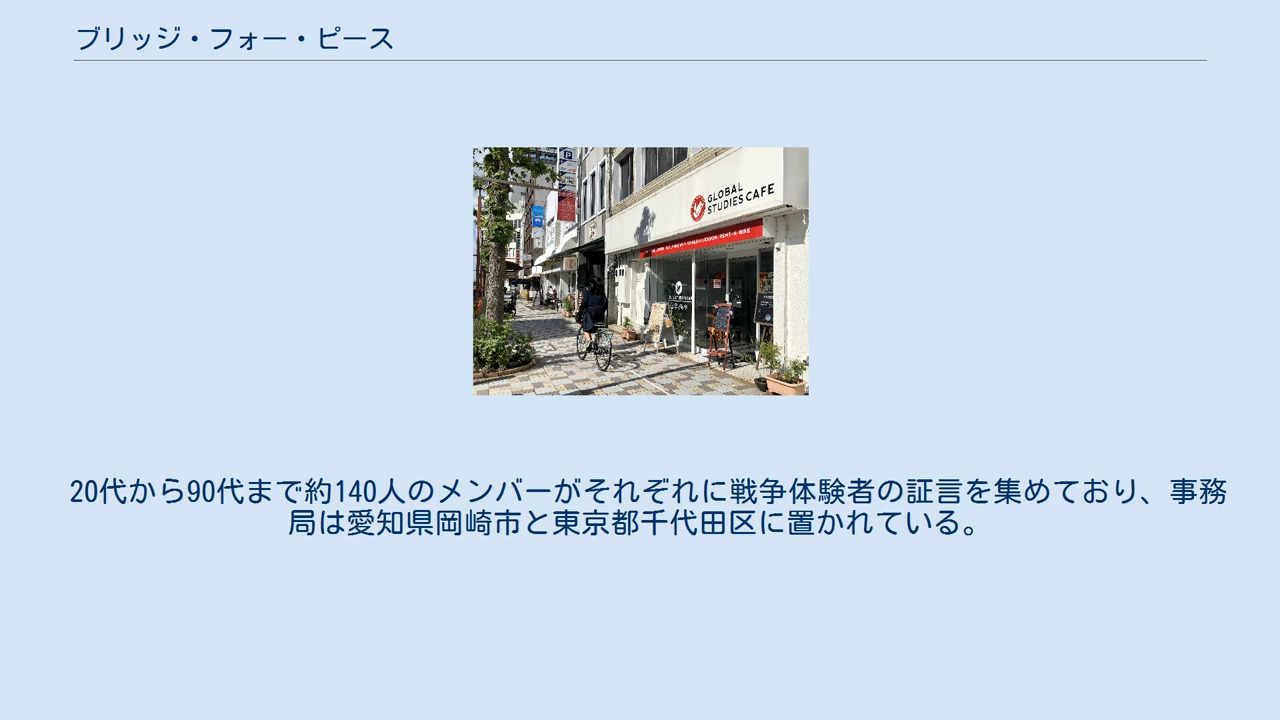 ブリッジ・フォー・ピース
P
GLOBAL
STUDIES CAFE
20代から90代まで約140人のメンバーがそれぞれに戦争体験者の証言を集めており、事務
局は愛知県岡崎市と東京都千代田区に置かれている。